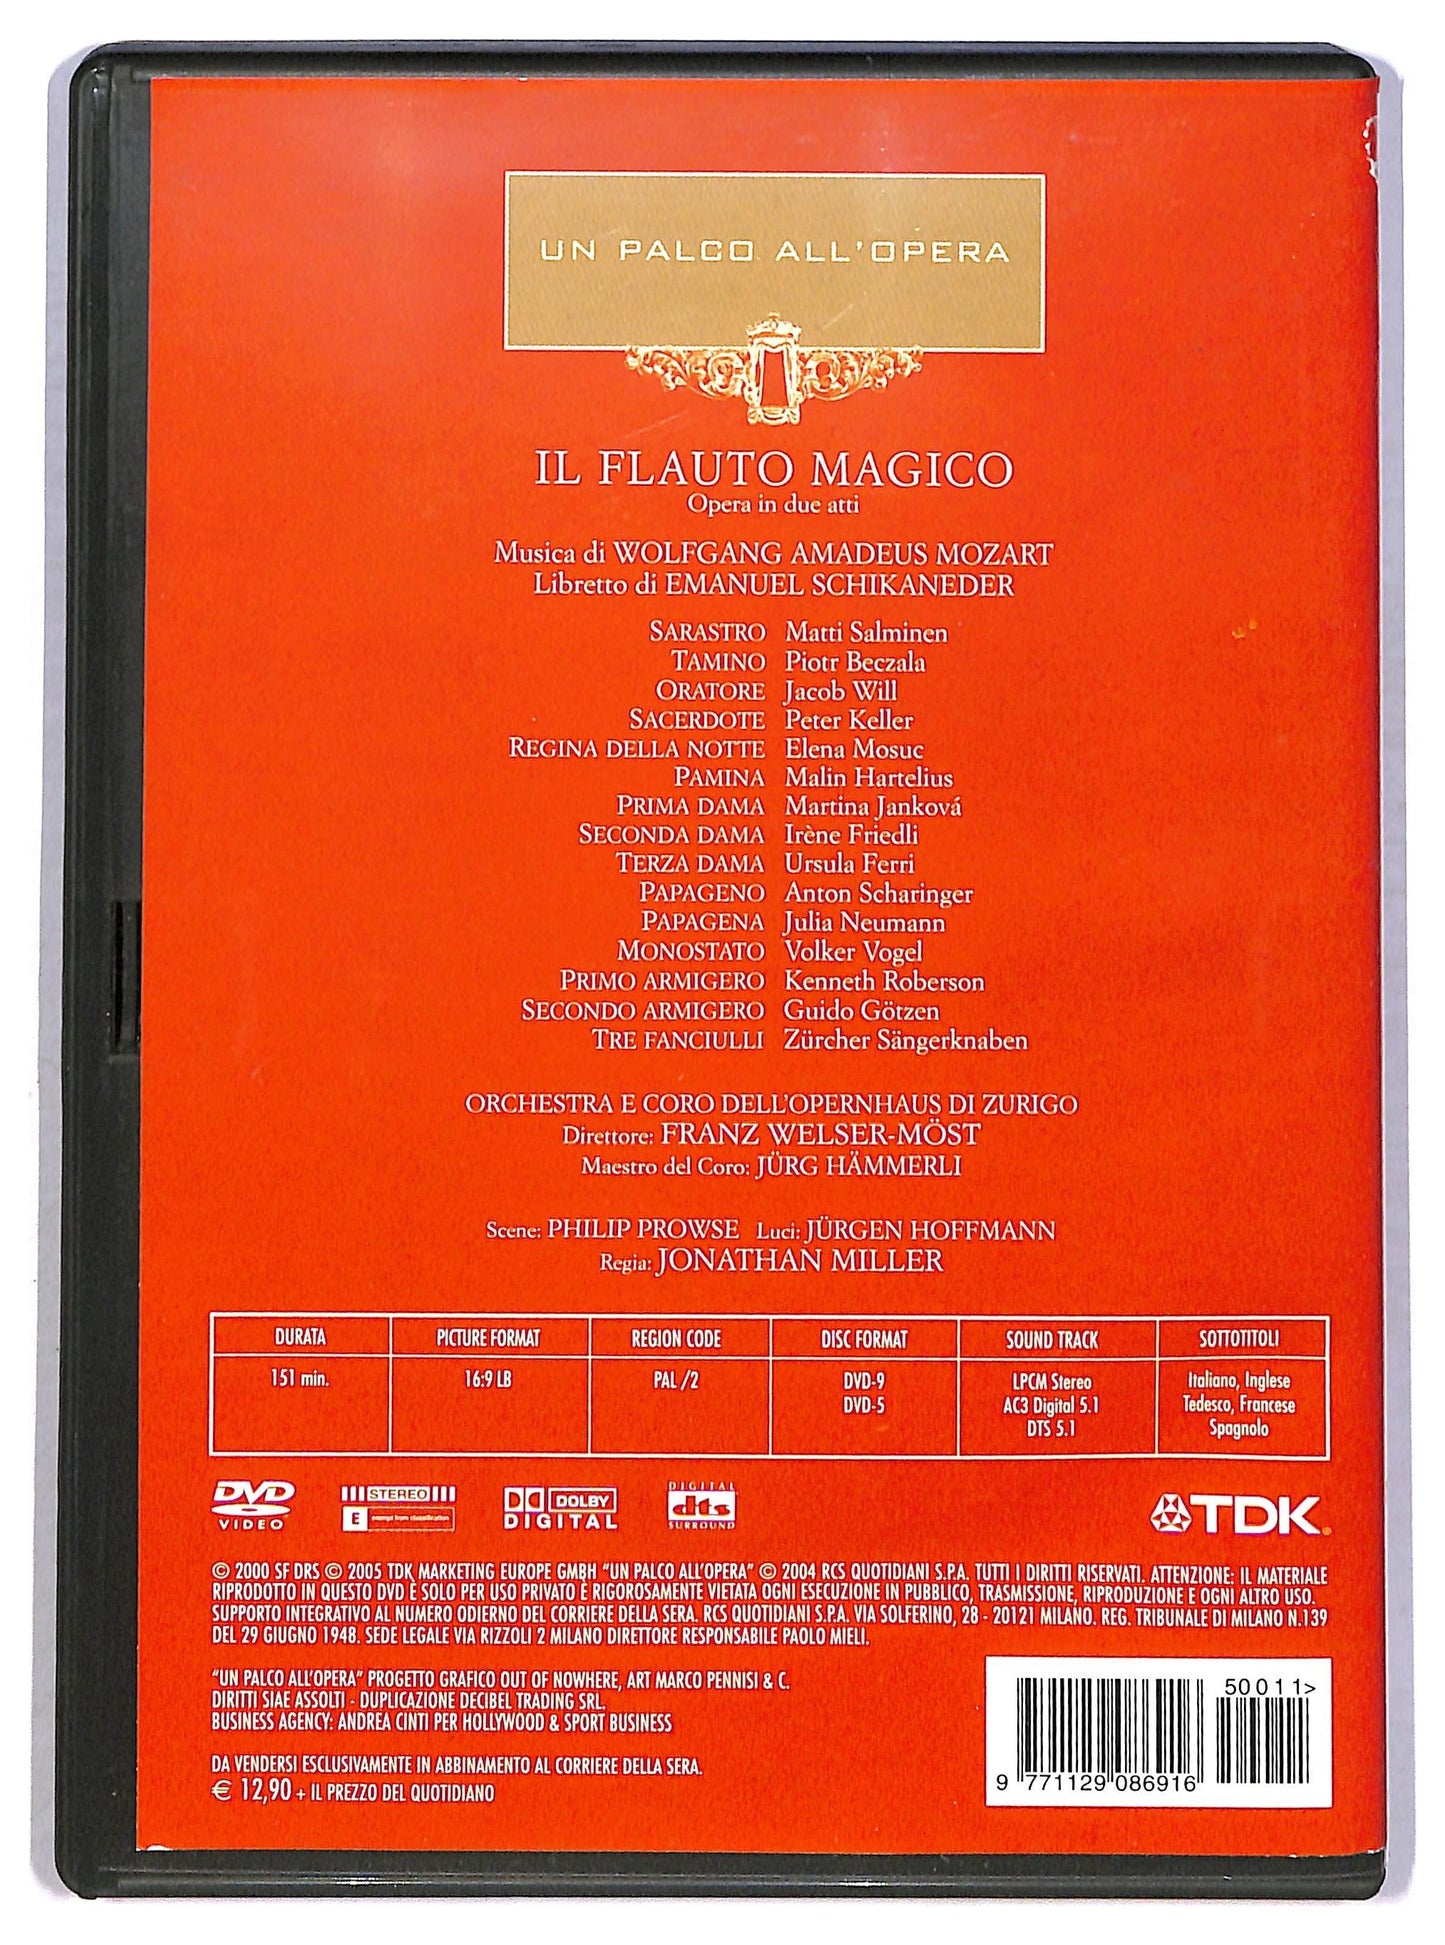 UN PALCO ALL'OPERA
IL FLAUTO MAGICO
Opera in due atti
Musica di WOLFGANG AMADEUS MOZART
Libretto di EMANUEL SCHIKANEDER
SARASTRO Matti Salminen
TAMINO Piotr Beczala
ORATORE Jacob Will
SACERDOTE Peter Keller
REGINA DELLA NOTTE Elena Mosuc
PAMINA Malin Hartelius
PRIMA DAMA Martina Janková
SECONDA DAMA Irène Friedli
TERZA DAMA Ursula Ferri
PAPAGENO Anton Scharinger
PAPAGENA Julia Neumann
MONOSTATO Volker Vogel
PRIMO ARMIGERO Kenneth Roberson
SECONDO ARMIGERO Guido Götzen
TRE FANCIULLI Zürcher Sängerknaben
ORCHESTRA E CORO DELL'OPERNHAUS DI ZURIGO
Direttore: FRANZ WELSER-MÖST
Maestro del Coro: JÜRG HÄMMERLI
Scene: PHILIP PROWSE Luci: JÜRGEN HOFFMANN
Regia: JONATHAN MILLER
DURATA PICTURE FORMAT REGION CODE DISC FORMAT SOUND TRACK SOTTOTITOLI
151 min. 16:9 LB PAL /2 DVD-9 LPCM Stereo Italiano, Inglese
DVD-5 AC3 Digital 5.1 Tedesco, Francese
DTS 5.1 Spagnolo
DVD VIDEO
STEREO
E exempt from classification
DOLBY DIGITAL
DIGITAL dts SURROUND
TDK
© 2000 SF DRS © 2005 TDK MARKETING EUROPE GMBH "UN PALCO ALL'OPERA" © 2004 RCS QUOTIDIANI S.P.A. TUTTI I DIRITTI RISERVATI. ATTENZIONE: IL MATERIALE
RIPRODOTTO IN QUESTO DVD È SOLO PER USO PRIVATO È RIGOROSAMENTE VIETATA OGNI ESECUZIONE IN PUBBLICO, TRASMISSIONE, RIPRODUZIONE E OGNI ALTRO USO.
SUPPORTO INTEGRATIVO AL NUMERO ODIERNO DEL CORRIERE DELLA SERA. RCS QUOTIDIANI S.P.A. VIA SOLFERINO, 28 - 20121 MILANO. REG. TRIBUNALE DI MILANO N.139
DEL 29 GIUGNO 1948. SEDE LEGALE VIA RIZZOLI 2 MILANO DIRETTORE RESPONSABILE PAOLO MIELI.
"UN PALCO ALL'OPERA" PROGETTO GRAFICO OUT OF NOWHERE, ART MARCO PENNISI & C.
DIRITTI SIAE ASSOLTI - DUPLICAZIONE DECIBEL TRADING SRL.
BUSINESS AGENCY: ANDREA CINTI PER HOLLYWOOD & SPORT BUSINESS
DA VENDERSI ESCLUSIVAMENTE IN ABBINAMENTO AL CORRIERE DELLA SERA.
€ 12,90 + IL PREZZO DEL QUOTIDIANO
50011>
9 771129 086916